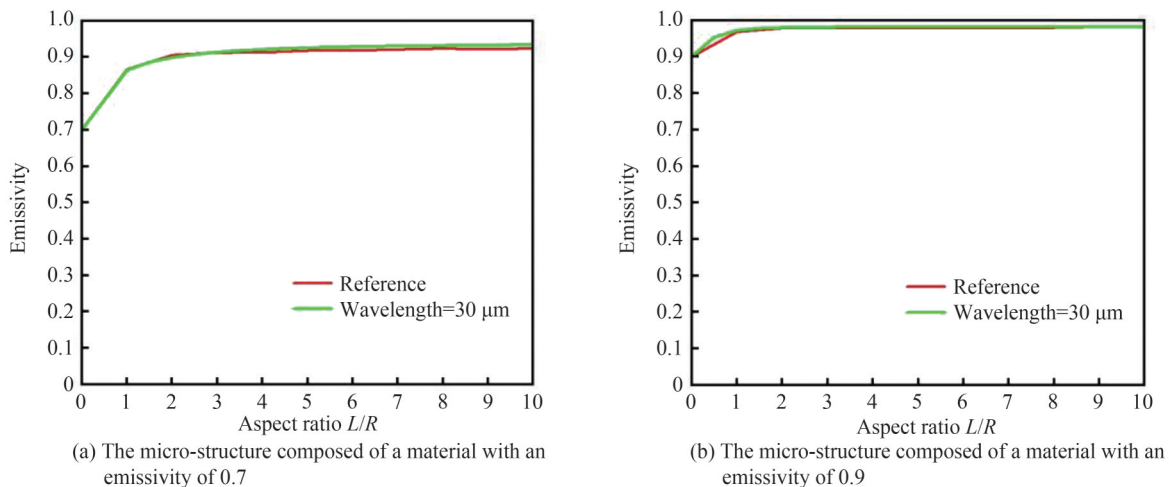 1.0
0.9
0.8
0.7
0.6
0.5
0.4
0.3
0.2
0.1
0
Emissivity
Reference
Wavelength=30 μm
0 1 2 3 4 5 6 7 8 9 10
Aspect ratio L/R
(a) The micro-structure composed of a material with an
emissivity of 0.7
1.0
0.9
0.8
0.7
0.6
0.5
0.4
0.3
0.2
0.1
0
Emissivity
Reference
Wavelength=30 μm
0 1 2 3 4 5 6 7 8 9 10
Aspect ratio L/R
(b) The micro-structure composed of a material with an
emissivity of 0.9